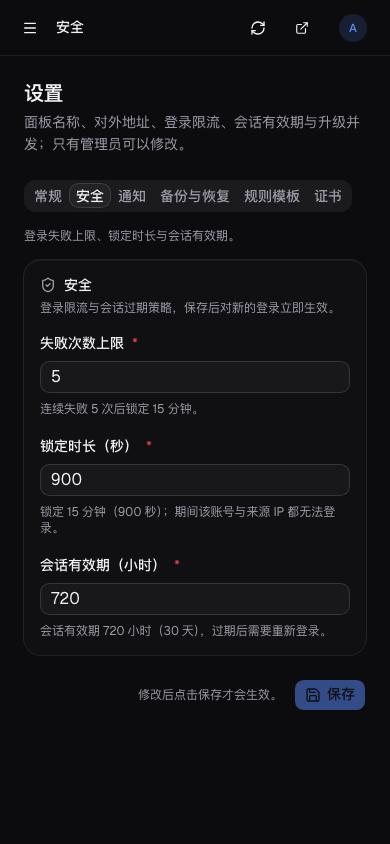 安全
A
设置
面板名称、对外地址、登录限流、会话有效期与升级并
发；只有管理员可以修改。
常规 安全 通知 备份与恢复 规则模板 证书
登录失败上限、锁定时长与会话有效期。
安全
登录限流与会话过期策略，保存后对新的登录立即生效。
失败次数上限 *
5
连续失败 5 次后锁定 15 分钟。
锁定时长（秒） *
900
锁定 15 分钟（900 秒）；期间该账号与来源 IP 都无法登
录。
会话有效期（小时） *
720
会话有效期 720 小时（30 天），过期后需要重新登录。
修改后点击保存才会生效。 保存